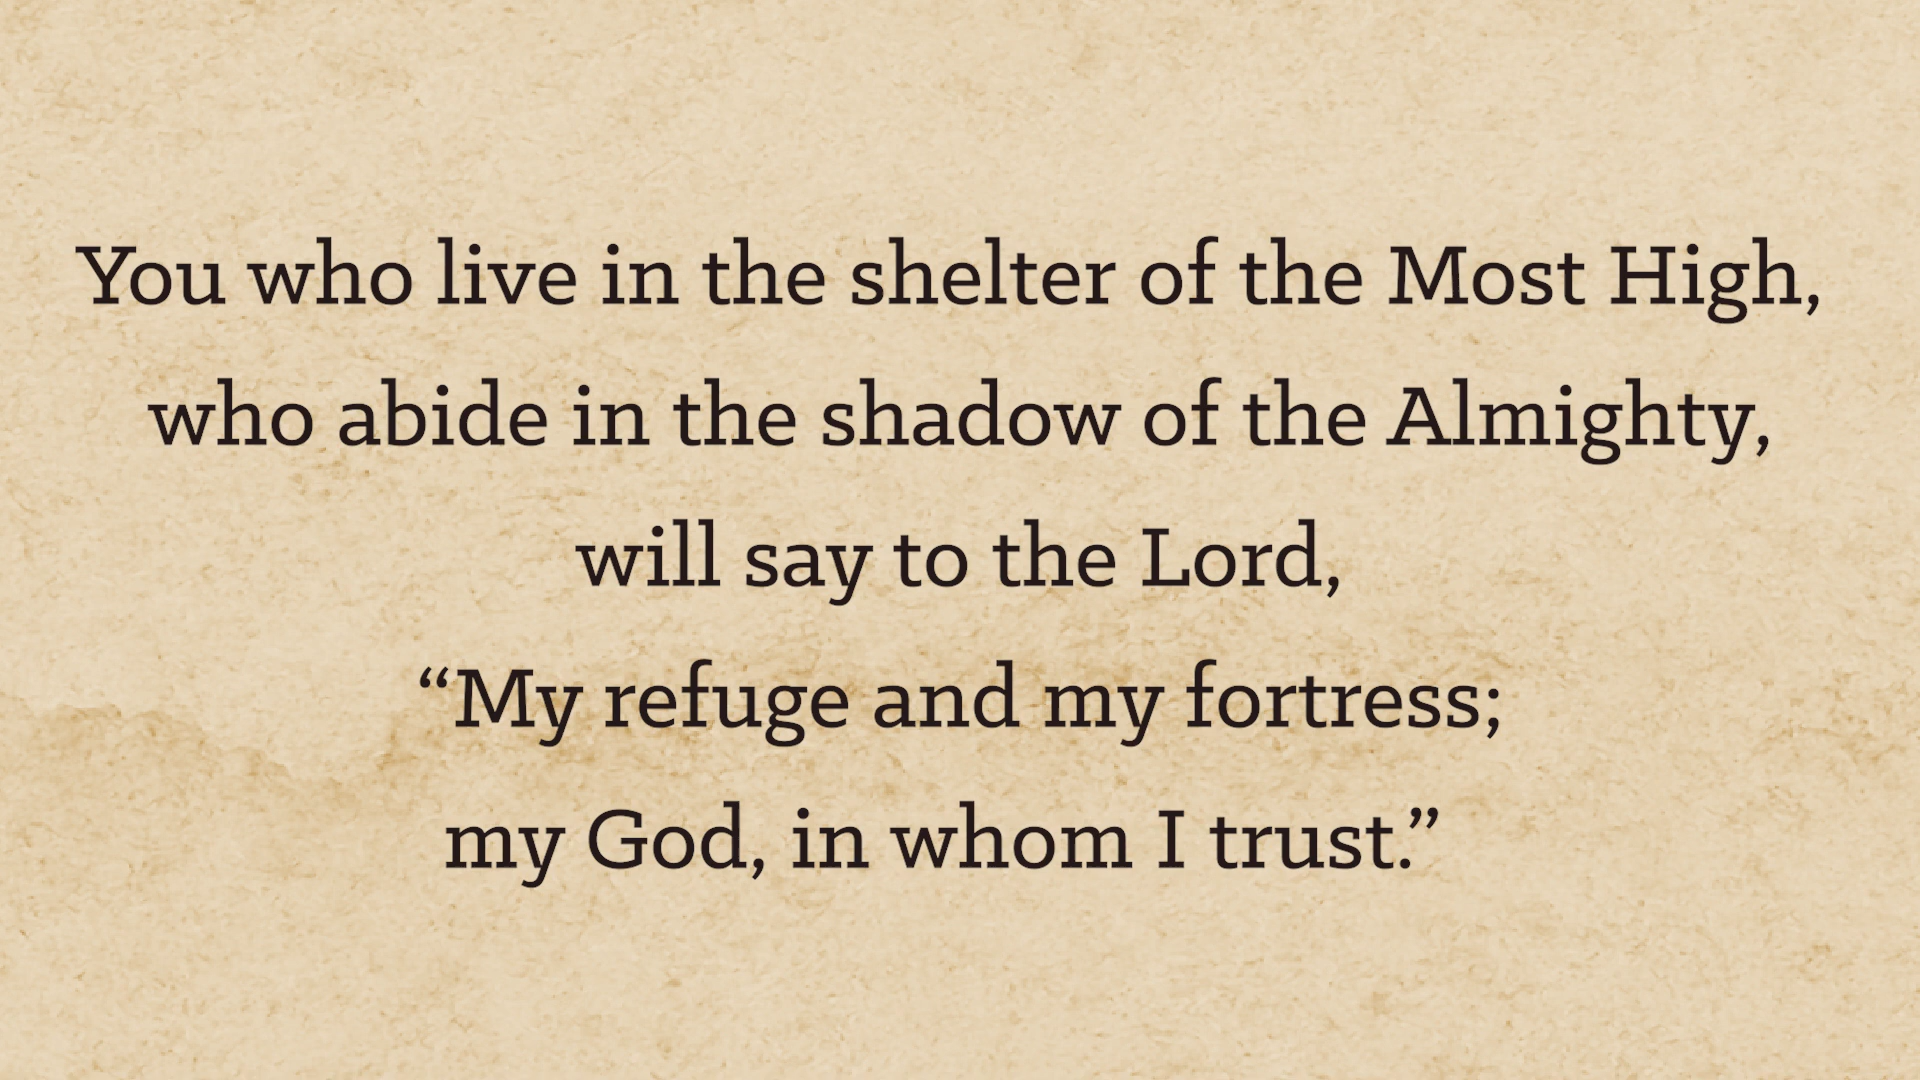 You who live in the shelter of the Most High,
who abide in the shadow of the Almighty,
will say to the Lord,
“My refuge and my fortress;
my God, in whom I trust.”